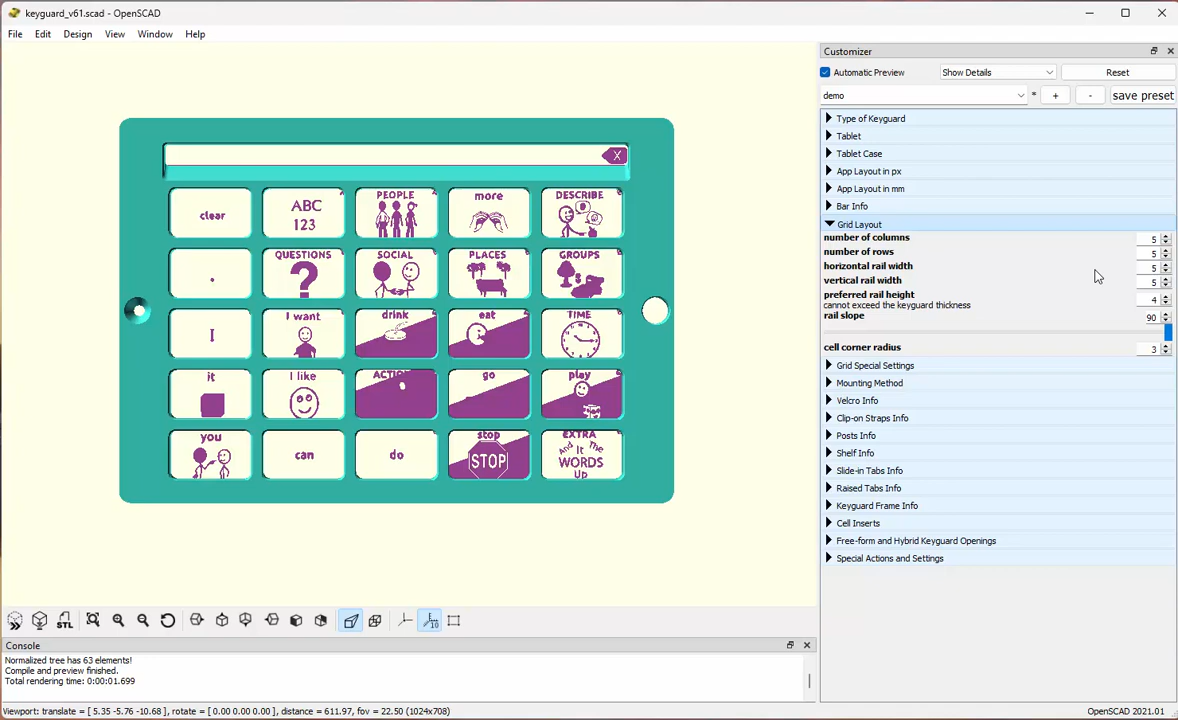 keyguard_v61.scad - OpenSCAD
File Edit Design View Window Help
Customizer
Automatic Preview Show Details Reset
demo * + - save preset
Type of Keyguard
Tablet
Tablet Case
App Layout in px
App Layout in mm
Bar Info
Grid Layout
number of columns 5
number of rows 5
horizontal rail width 5
vertical rail width 5
preferred rail height 4
cannot exceed the keyguard thickness
rail slope 90
cell corner radius 3
Grid Special Settings
Mounting Method
Velcro Info
Clip-on Straps Info
Posts Info
Shelf Info
Slide-in Tabs Info
Raised Tabs Info
Keyguard Frame Info
Cell Inserts
Free-form and Hybrid Keyguard Openings
Special Actions and Settings
X
clear ABC 123 PEOPLE more DESCRIBE
. QUESTIONS ? SOCIAL PLACES GROUPS
I I want drink eat TIME
it I like go play
you can do stop STOP EXTRA And It The WORDS Up
STL 10
Console
Normalized tree has 63 elements!
Compile and preview finished.
Total rendering time: 0:00:01.699
Viewport: translate = [ 5.35 -5.76 -10.68 ], rotate = [ 0.00 0.00 0.00 ], distance = 611.97, fov = 22.50 (1024x708) OpenSCAD 2021.01